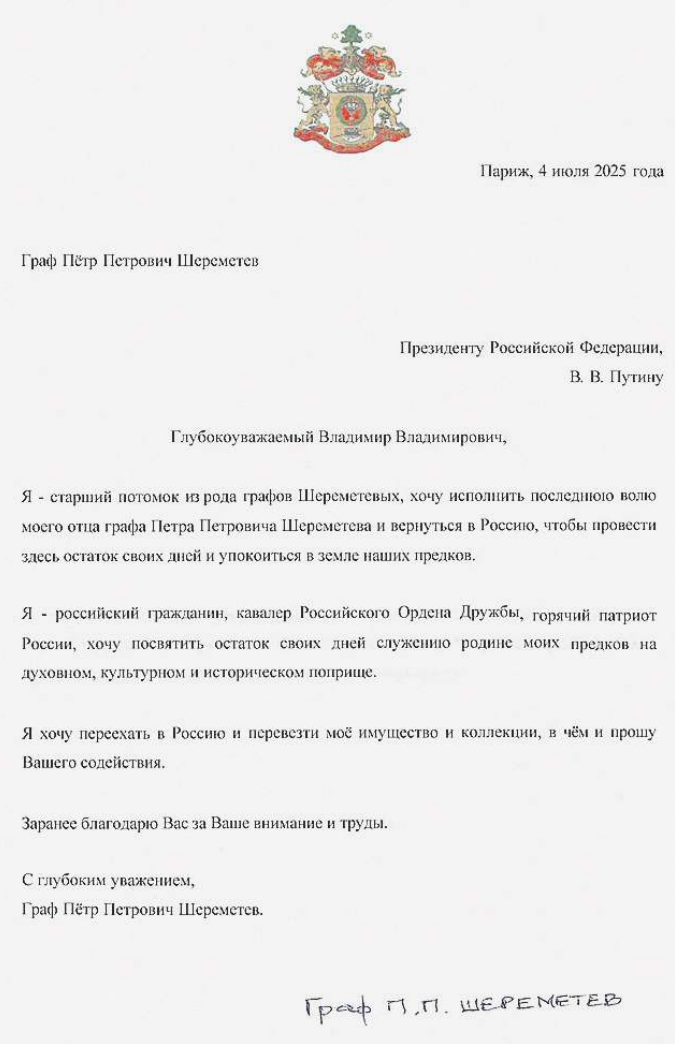 Париж, 4 июля 2025 года
Граф Пётр Петрович Шереметев
Президенту Российской Федерации,
В. В. Путину
Глубокоуважаемый Владимир Владимирович,
Я - старший потомок из рода графов Шереметевых, хочу исполнить последнюю волю
моего отца графа Петра Петровича Шереметева и вернуться в Россию, чтобы провести
здесь остаток своих дней и упокоиться в земле наших предков.
Я - российский гражданин, кавалер Российского Ордена Дружбы, горячий патриот
России, хочу посвятить остаток своих дней служению родине моих предков на
духовном, культурном и историческом поприще.
Я хочу переехать в Россию и перевезти моё имущество и коллекции, в чём и прошу
Вашего содействия.
Заранее благодарю Вас за Ваше внимание и труды.
С глубоким уважением,
Граф Пётр Петрович Шереметев.
Граф П.П. ШЕРЕМЕТЕВ